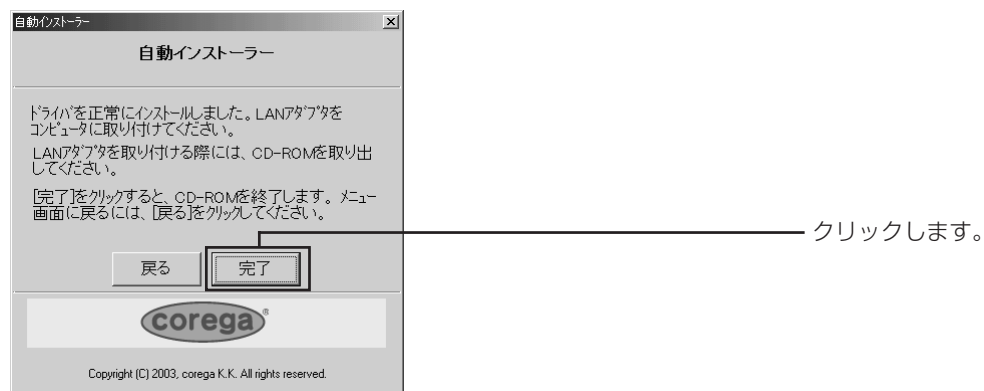 自動インストーラー
自動インストーラー
ドライバを正常にインストールしました。LANアダプタを
コンピュータに取り付けてください。
LANアダプタを取り付ける際には、CD-ROMを取り出
してください。
[完了]をクリックすると、CD-ROMを終了します。メニュー
画面に戻るには、[戻る]をクリックしてください。
クリックします。
戻る
完了
corega®
Copyright (C) 2003, corega K.K. All rights reserved.